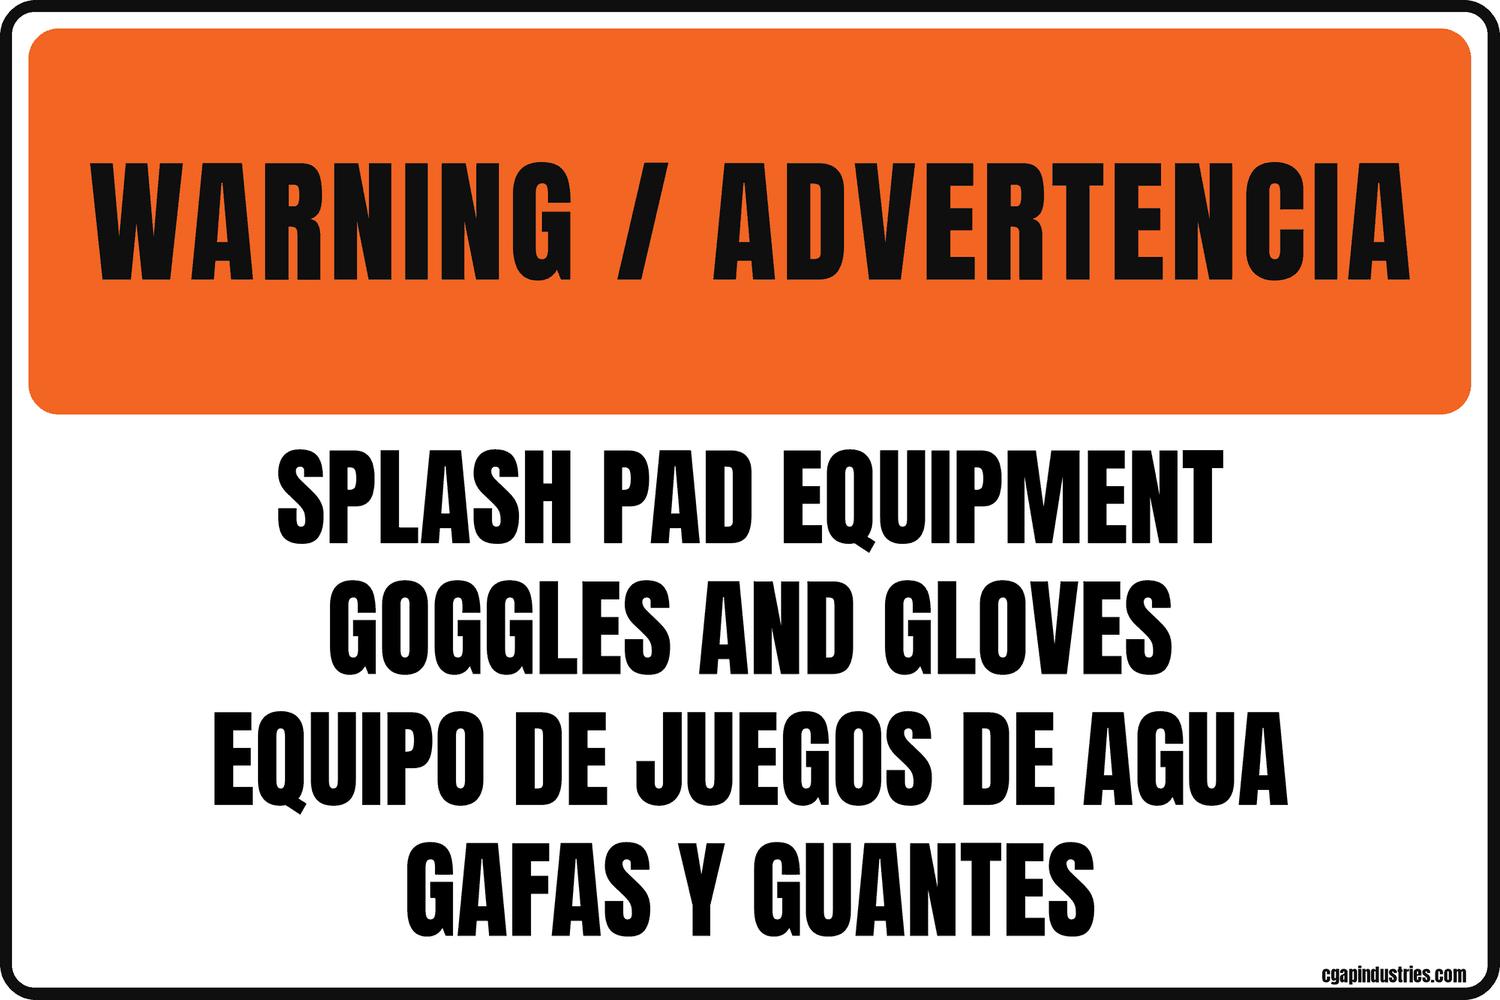 WARNING / ADVERTENCIA
SPLASH PAD EQUIPMENT
GOGGLES AND GLOVES
EQUIPO DE JUEGOS DE AGUA
GAFAS Y GUANTES
cgapindustries.com